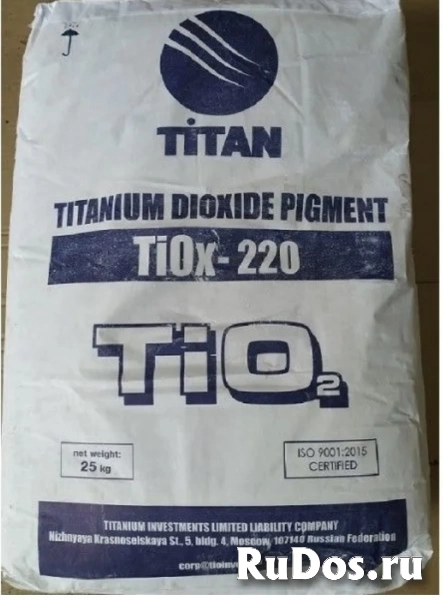 TiTAN
TITANIUM DIOXIDE PIGMENT
TiOx- 220
TiO2
net weight:
25 kg
ISO 9001:2015
CERTIFIED
TITANIUM INVESTMENTS LIMITED LIABILITY COMPANY
Nizhnyaya Krasnoselskaya St., 5, bldg. 4, Moscow, 107140 Russian Federation
RuDos.ru